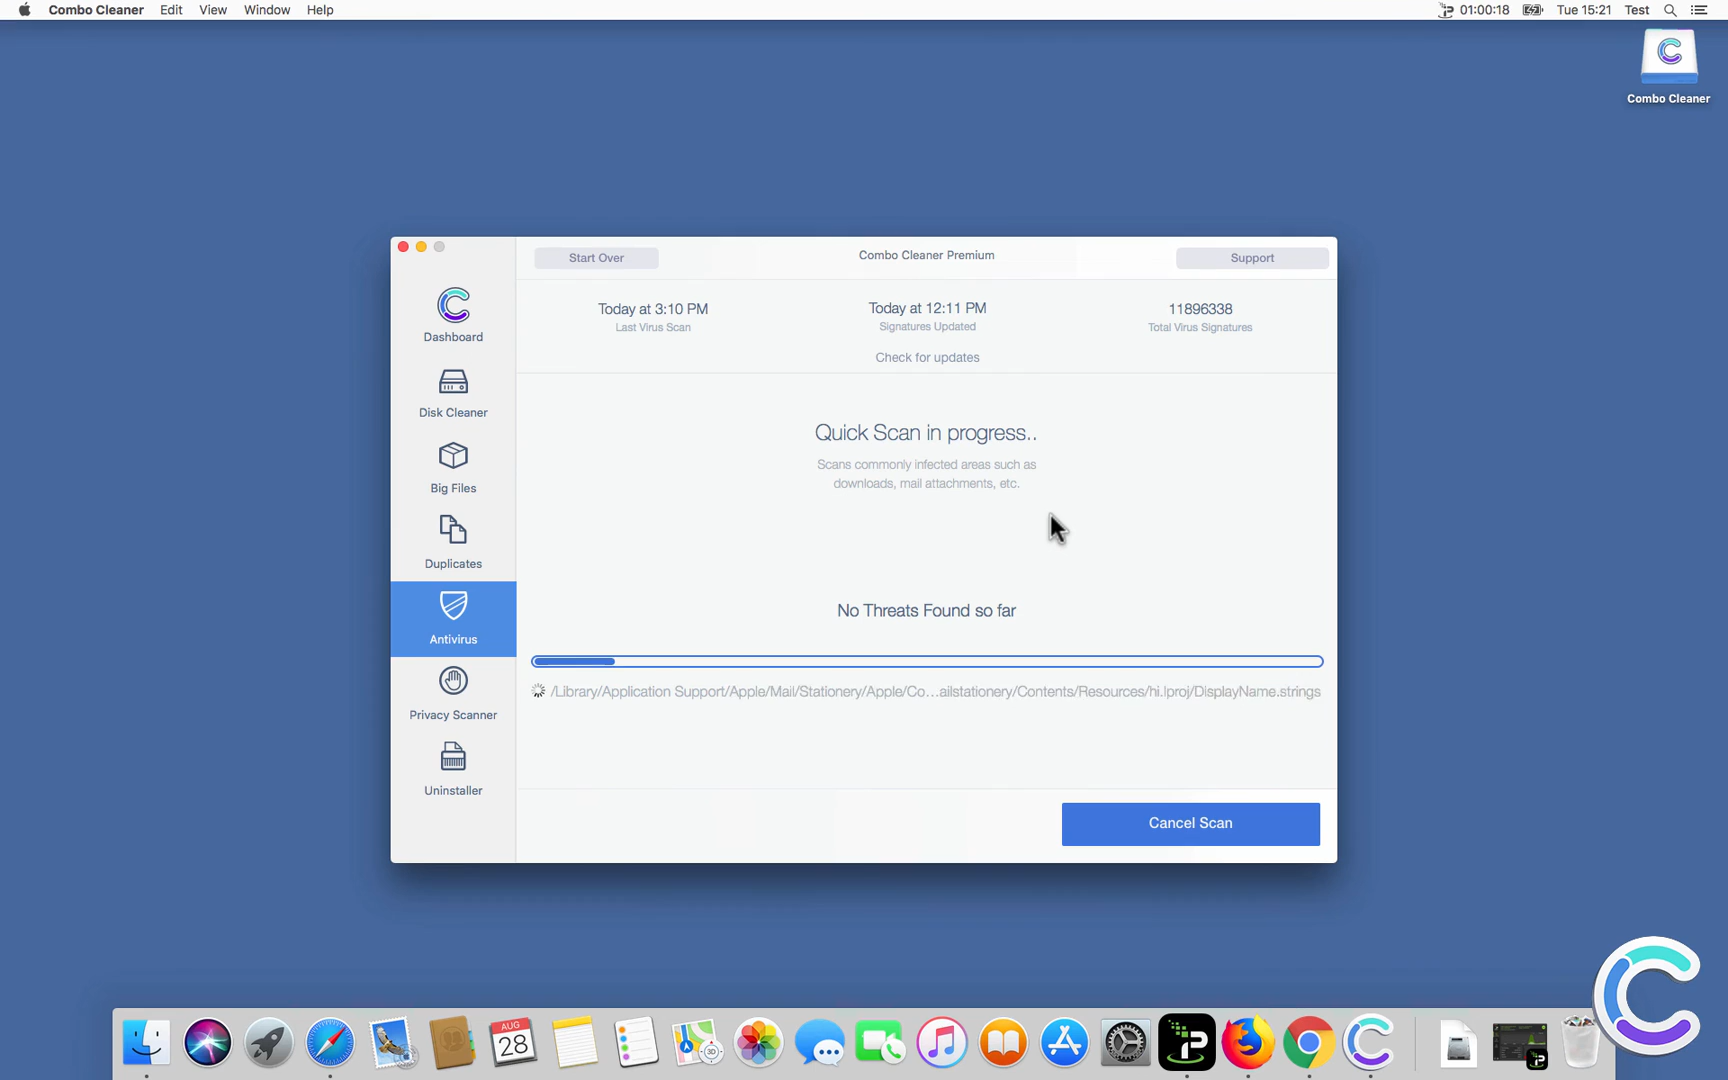 Combo Cleaner Edit View Window Help 01:00:18 Tue 15:21 Test
Combo Cleaner
Start Over Combo Cleaner Premium Support
Today at 3:10 PM Today at 12:11 PM 11896338
Last Virus Scan Signatures Updated Total Virus Signatures
Check for updates
Dashboard
Disk Cleaner
Big Files
Duplicates
Antivirus
Privacy Scanner
Uninstaller
Quick Scan in progress..
Scans commonly infected areas such as
downloads, mail attachments, etc.
No Threats Found so far
/Library/Application Support/Apple/Mail/Stationery/Apple/Co...ailstationery/Contents/Resources/hi.lproj/DisplayName.strings
Cancel Scan
AUG
28
3D